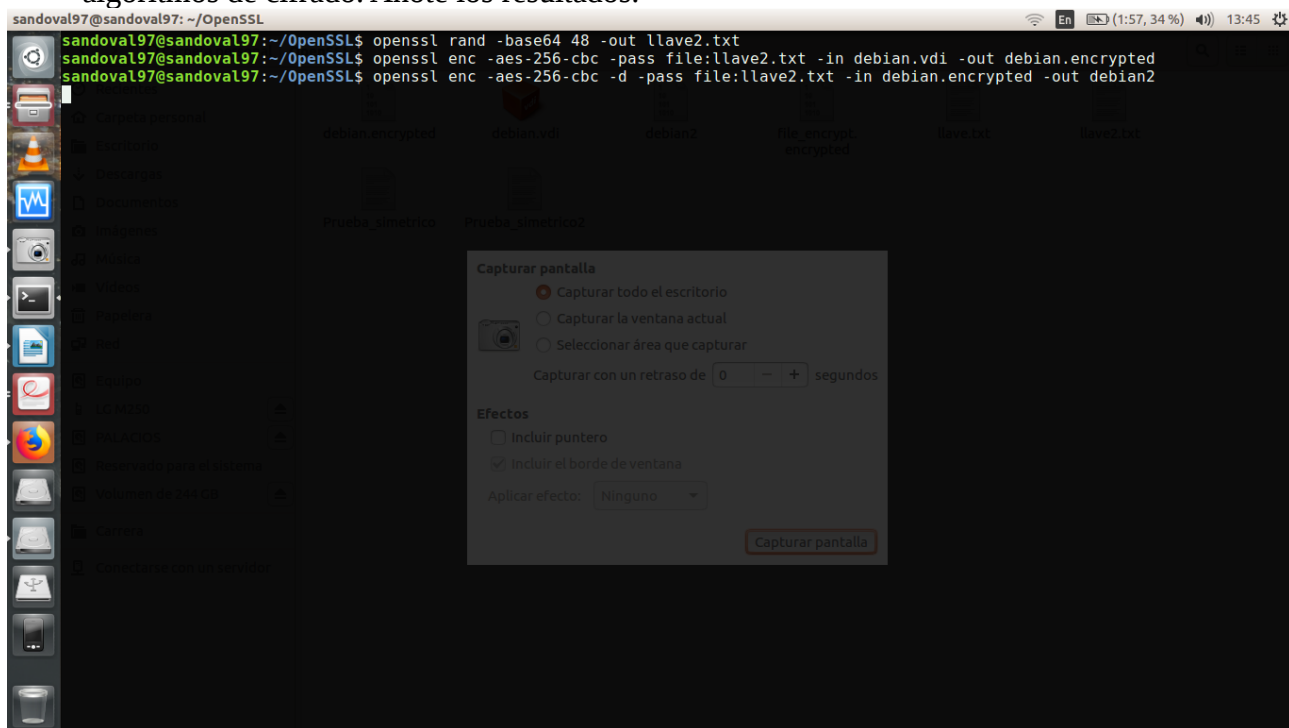 algoritmos de cifrado. Anote los resultados.
sandoval97@sandoval97: ~/OpenSSL
En (1:57, 34 %) 13:45
sandoval97@sandoval97:~/OpenSSL$ openssl rand -base64 48 -out llave2.txt
sandoval97@sandoval97:~/OpenSSL$ openssl enc -aes-256-cbc -pass file:llave2.txt -in debian.vdi -out debian.encrypted
sandoval97@sandoval97:~/OpenSSL$ openssl enc -aes-256-cbc -d -pass file:llave2.txt -in debian.encrypted -out debian2
Recientes
Carpeta personal
Escritorio
Descargas
Documentos
Imágenes
Música
Vídeos
Papelera
Red
Equipo
LG M250
PALACIOS
Reservado para el sistema
Volumen de 244 GB
Carrera
Conectarse con un servidor
debian.encrypted
debian.vdi
debian2
file_encrypt.
encrypted
llave.txt
llave2.txt
Prueba_simetrico
Prueba_simetrico2
Capturar pantalla
Capturar todo el escritorio
Capturar la ventana actual
Seleccionar área que capturar
Capturar con un retraso de 0 − + segundos
Efectos
Incluir puntero
Incluir el borde de ventana
Aplicar efecto: Ninguno
Capturar pantalla